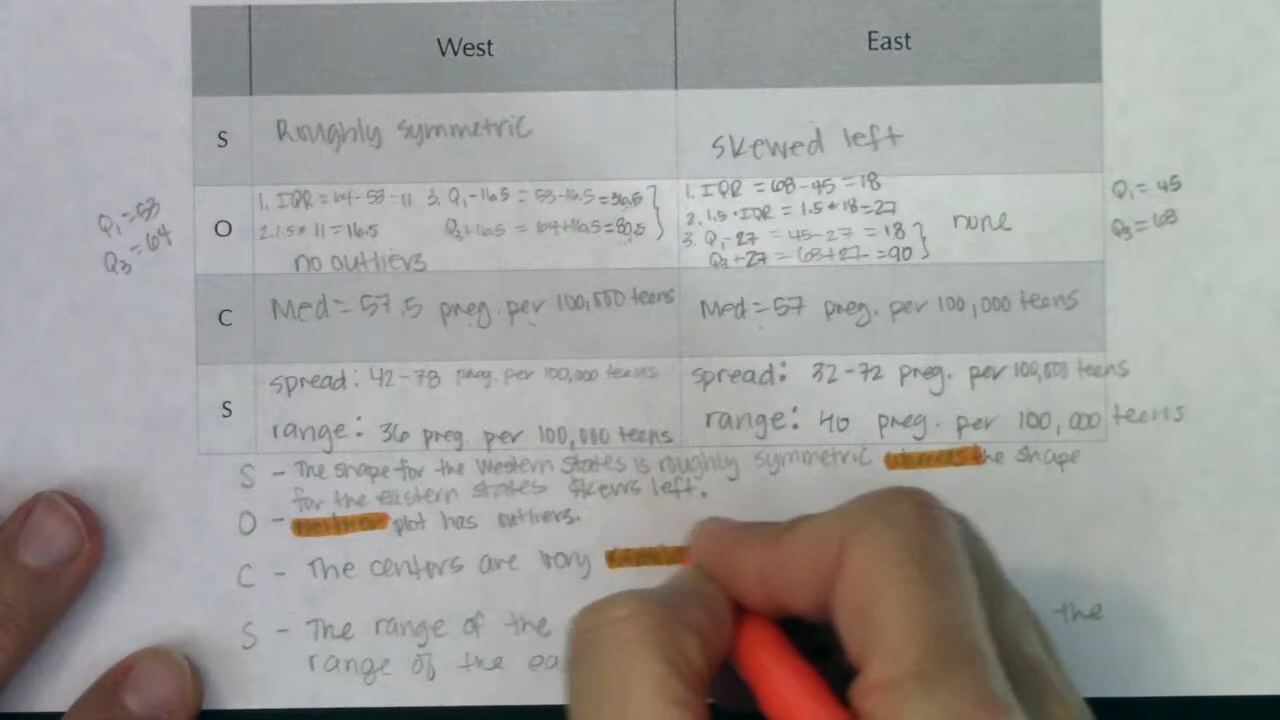 West East
S Roughly symmetric skewed left
1. IQR = 64-53=11 3. Q1-16.5 = 53-16.5=36.5
2. 1.5*11=16.5 Q3+16.5 = 64+16.5=80.5
no outliers
Q1=53
Q3=64
O
1. IQR = 68-45=18
2. 1.5·IQR = 1.5*18=27
3. Q1-27 = 45-27 = 18
Q3+27 = 63+27 =90
none
Q1=45
C Med=57.5 preg. per 100,000 teens Med=57 preg. per 100,000 teens
S
spread: 42-78 preg. per 100,000 teens spread: 32-72 preg. per 100,000 teens
range: 36 preg. per 100,000 teens range: 40 preg. per 100,000 teens
S - The shape for the western states is roughly symmetric whereas the shape
for the eastern states skews left.
O - Neither plot has outliers.
C - The centers are very
S - The range of the the
range of the